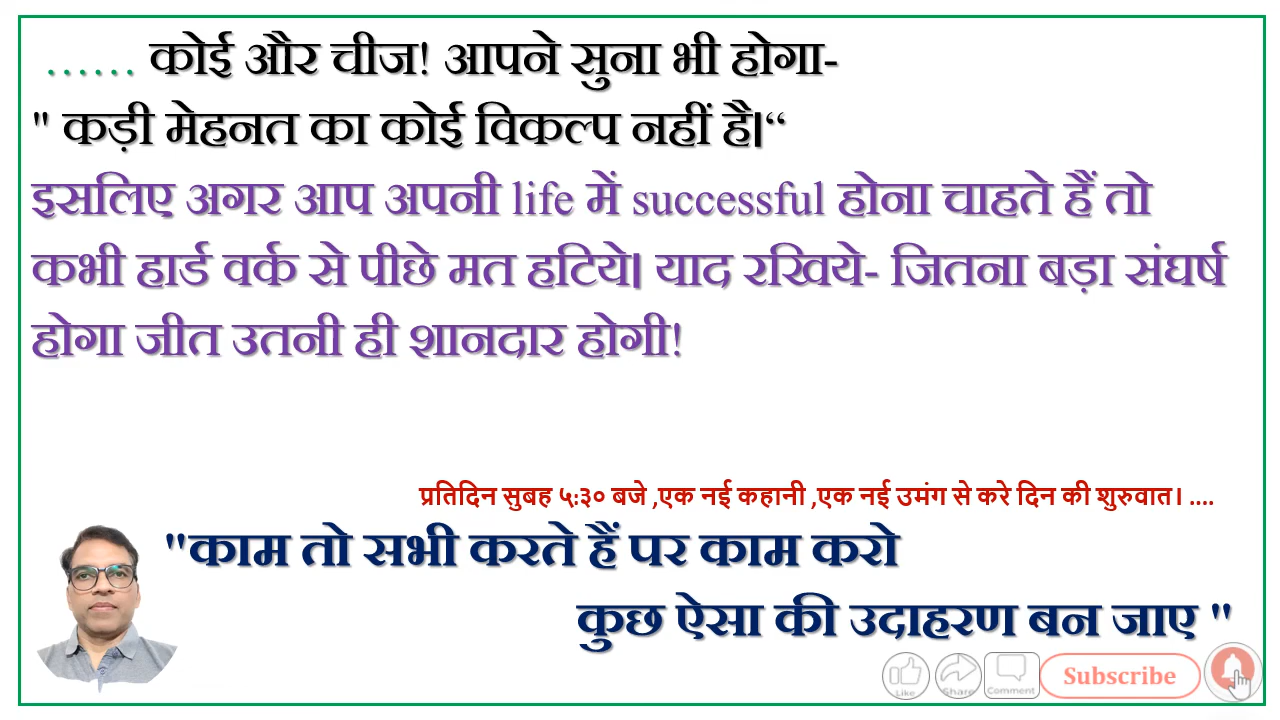 ...... कोई और चीज! आपने सुना भी होगा-
" कड़ी मेहनत का कोई विकल्प नहीं है।“
इसलिए अगर आप अपनी life में successful होना चाहते हैं तो
कभी हार्ड वर्क से पीछे मत हटिये। याद रखिये- जितना बड़ा संघर्ष
होगा जीत उतनी ही शानदार होगी!
प्रतिदिन सुबह ५:३० बजे ,एक नई कहानी ,एक नई उमंग से करे दिन की शुरुवात। ....
"काम तो सभी करते हैं पर काम करो
कुछ ऐसा की उदाहरण बन जाए "
Like Share Comment Subscribe